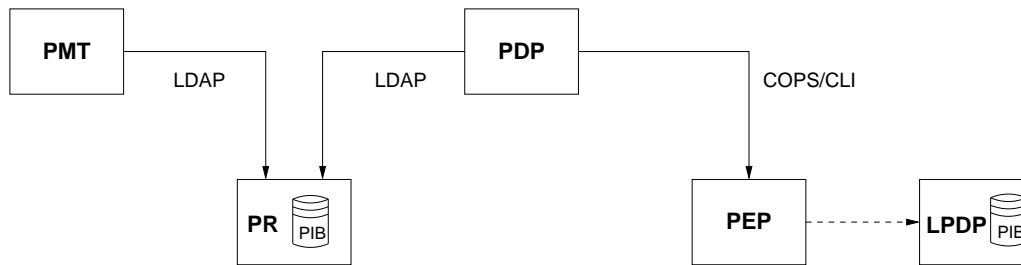 PMT
PDP
LDAP
LDAP
COPS/CLI
PR
PIB
PEP
LPDP
PIB